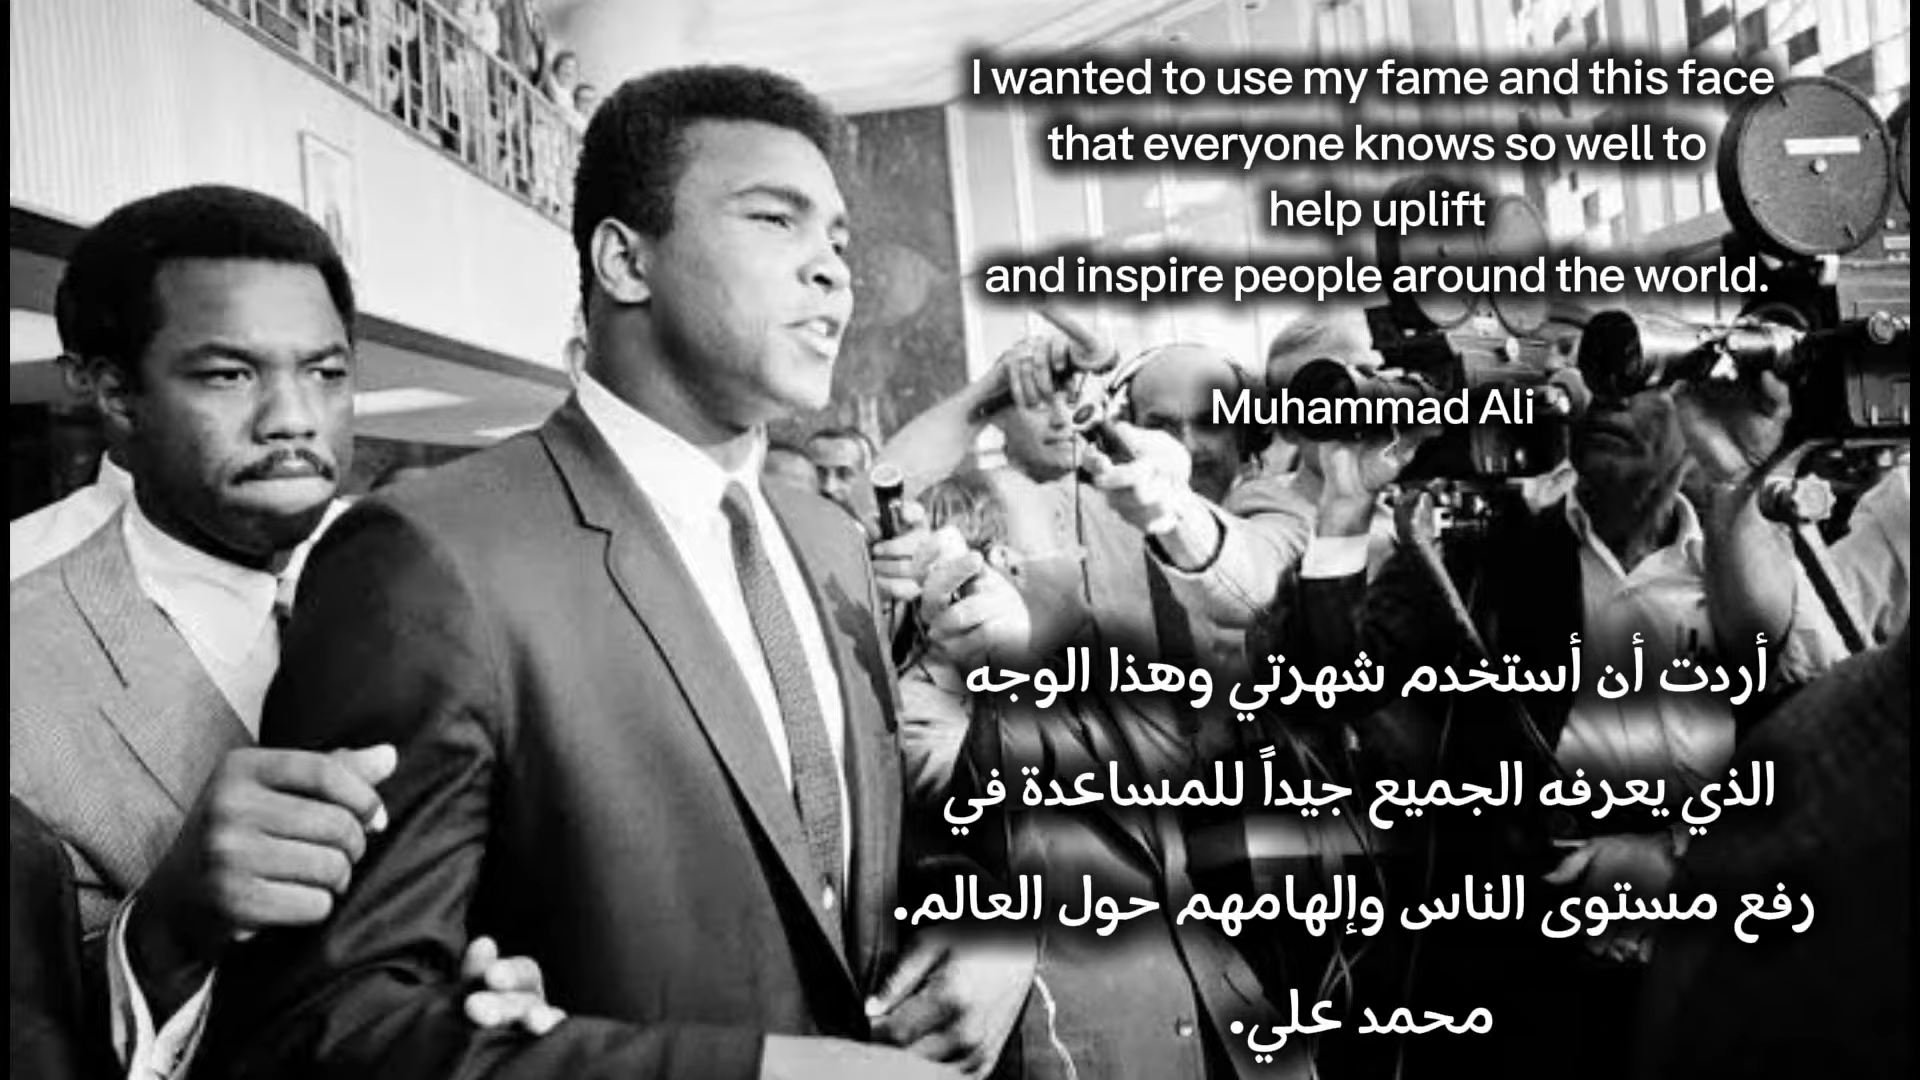 I wanted to use my fame and this face
that everyone knows so well to
help uplift
and inspire people around the world.
Muhammad Ali
أردت أن أستخدم شهرتي وهذا الوجه
الذي يعرفه الجميع جيداً للمساعدة في
رفع مستوى الناس وإلهامهم حول العالم.
محمد علي.